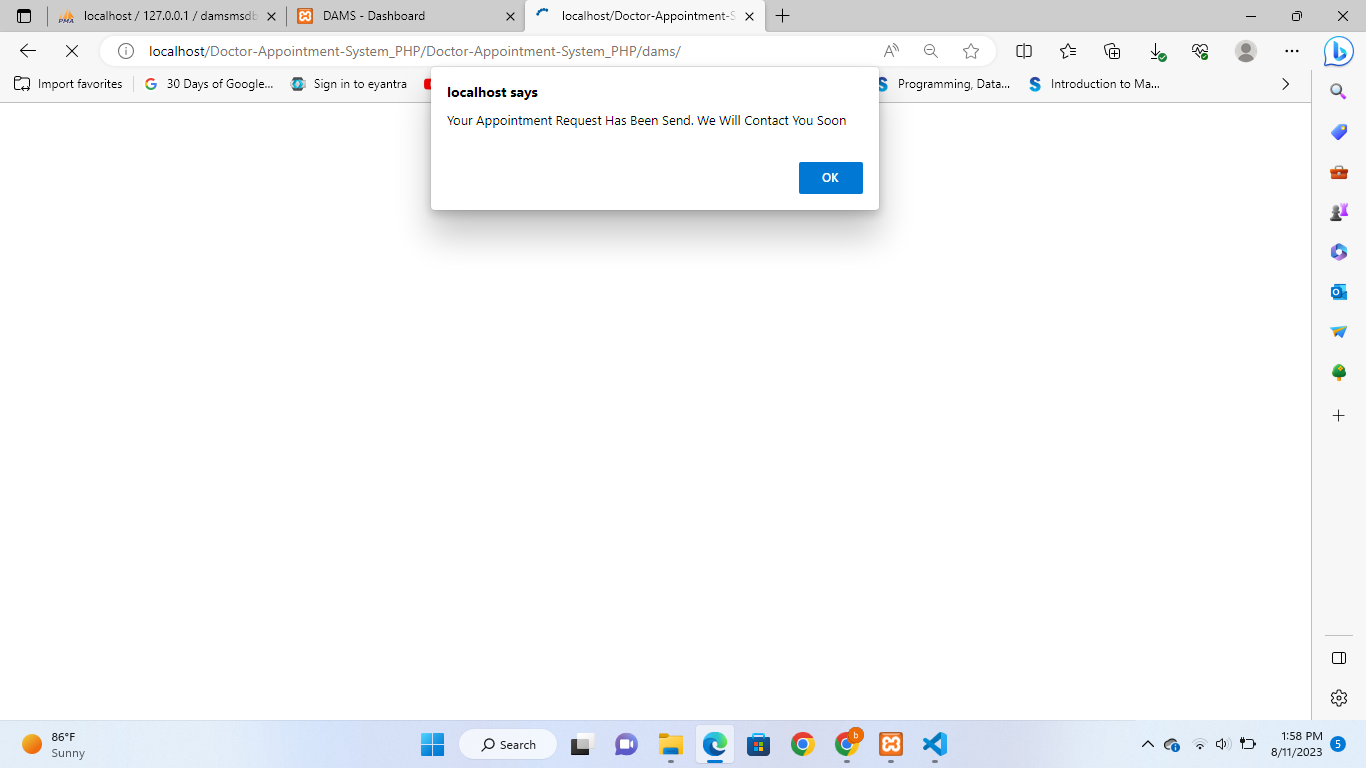 localhost / 127.0.0.1 / damsmsdb
DAMS - Dashboard
localhost/Doctor-Appointment-S
localhost/Doctor-Appointment-System_PHP/Doctor-Appointment-System_PHP/dams/
Import favorites
30 Days of Google...
Sign in to eyantra
Programming, Data...
Introduction to Ma...
localhost says
Your Appointment Request Has Been Send. We Will Contact You Soon
OK
86°F
Sunny
Search
b
1:58 PM
8/11/2023
5